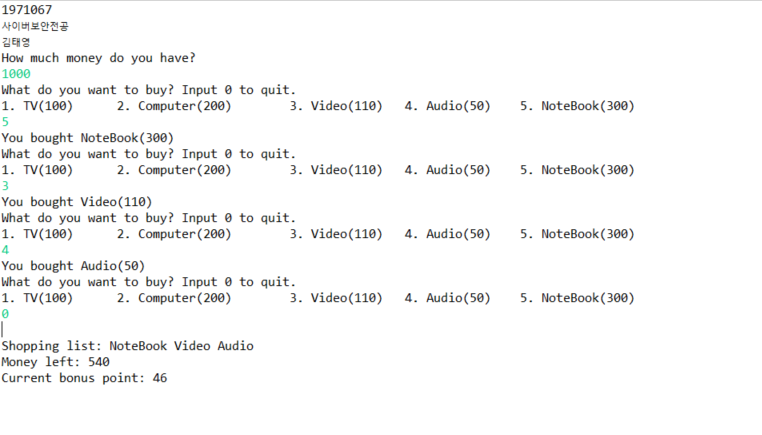 1971067
사이버보안전공
김태영
How much money do you have?
1000
What do you want to buy? Input 0 to quit.
1. TV(100) 2. Computer(200) 3. Video(110) 4. Audio(50) 5. NoteBook(300)
5
You bought NoteBook(300)
What do you want to buy? Input 0 to quit.
1. TV(100) 2. Computer(200) 3. Video(110) 4. Audio(50) 5. NoteBook(300)
3
You bought Video(110)
What do you want to buy? Input 0 to quit.
1. TV(100) 2. Computer(200) 3. Video(110) 4. Audio(50) 5. NoteBook(300)
4
You bought Audio(50)
What do you want to buy? Input 0 to quit.
1. TV(100) 2. Computer(200) 3. Video(110) 4. Audio(50) 5. NoteBook(300)
0
Shopping list: NoteBook Video Audio
Money left: 540
Current bonus point: 46